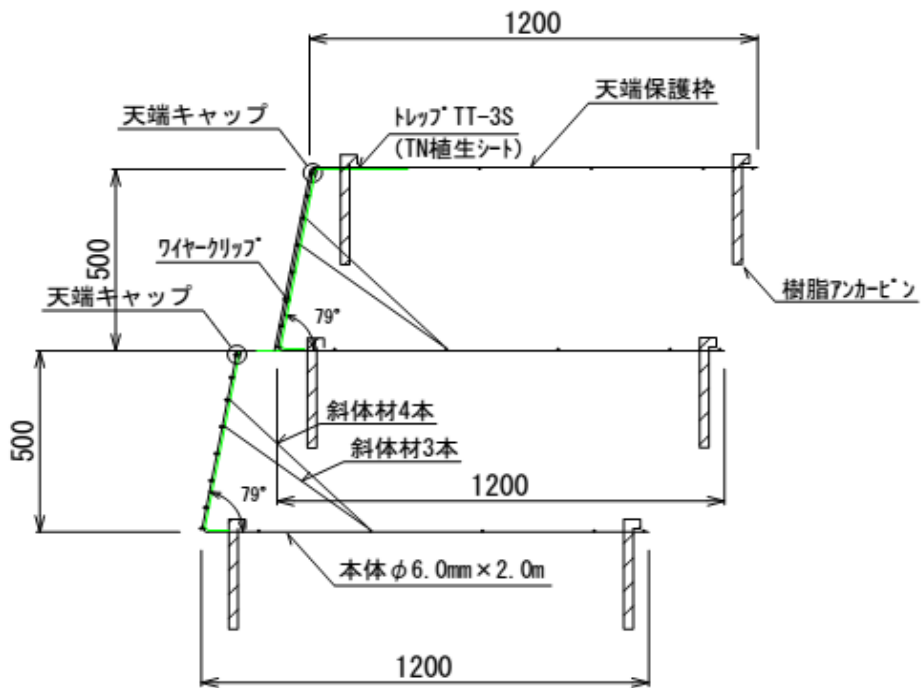 1200
天端キャップ
トレップ TT-3S
(TN植生シート)
天端保護枠
500
ワイヤークリップ
天端キャップ
79°
樹脂アンカーピン
500
斜体材4本
斜体材3本
79°
1200
本体φ6.0mm×2.0m
1200